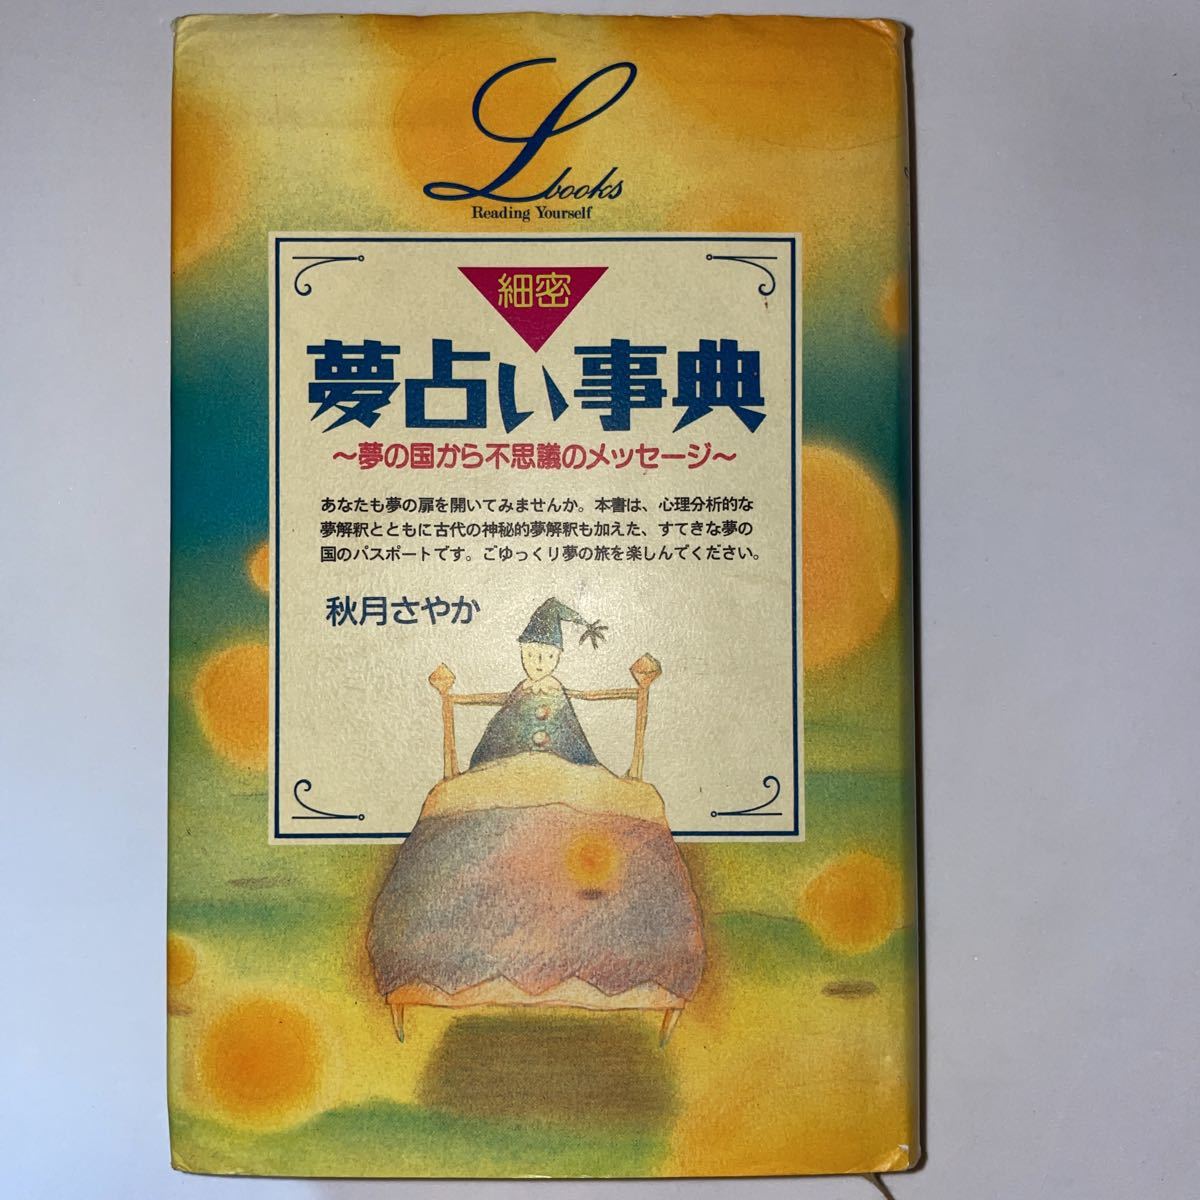 L books
Reading Yourself
細密
夢占い事典
～夢の国から不思議のメッセージ～
あなたも夢の扉を開いてみませんか。本書は、心理分析的な
夢解釈とともに古代の神秘的夢解釈も加えた、すてきな夢の
国のパスポートです。ごゆっくり夢の旅を楽しんでください。
秋月さやか